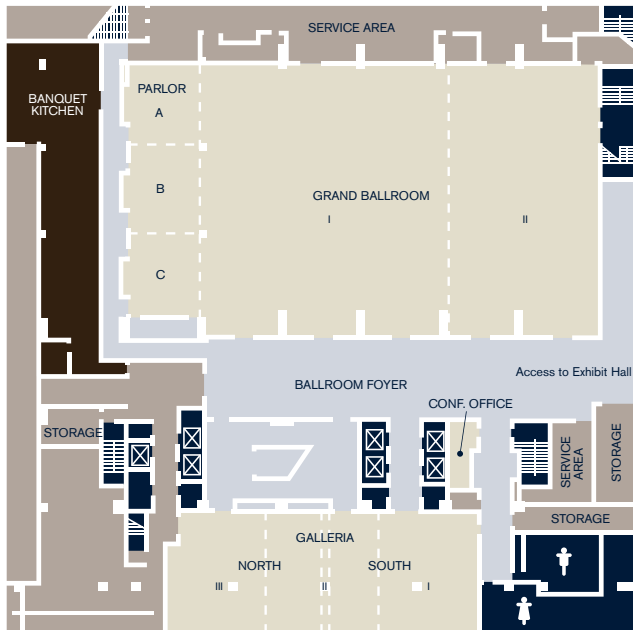 SERVICE AREA
BANQUET
KITCHEN
PARLOR
A
B
C
GRAND BALLROOM
I
II
Access to Exhibit Hall
BALLROOM FOYER
CONF. OFFICE
STORAGE
SERVICE
AREA
STORAGE
STORAGE
GALLERIA
NORTH
SOUTH
III
II
I